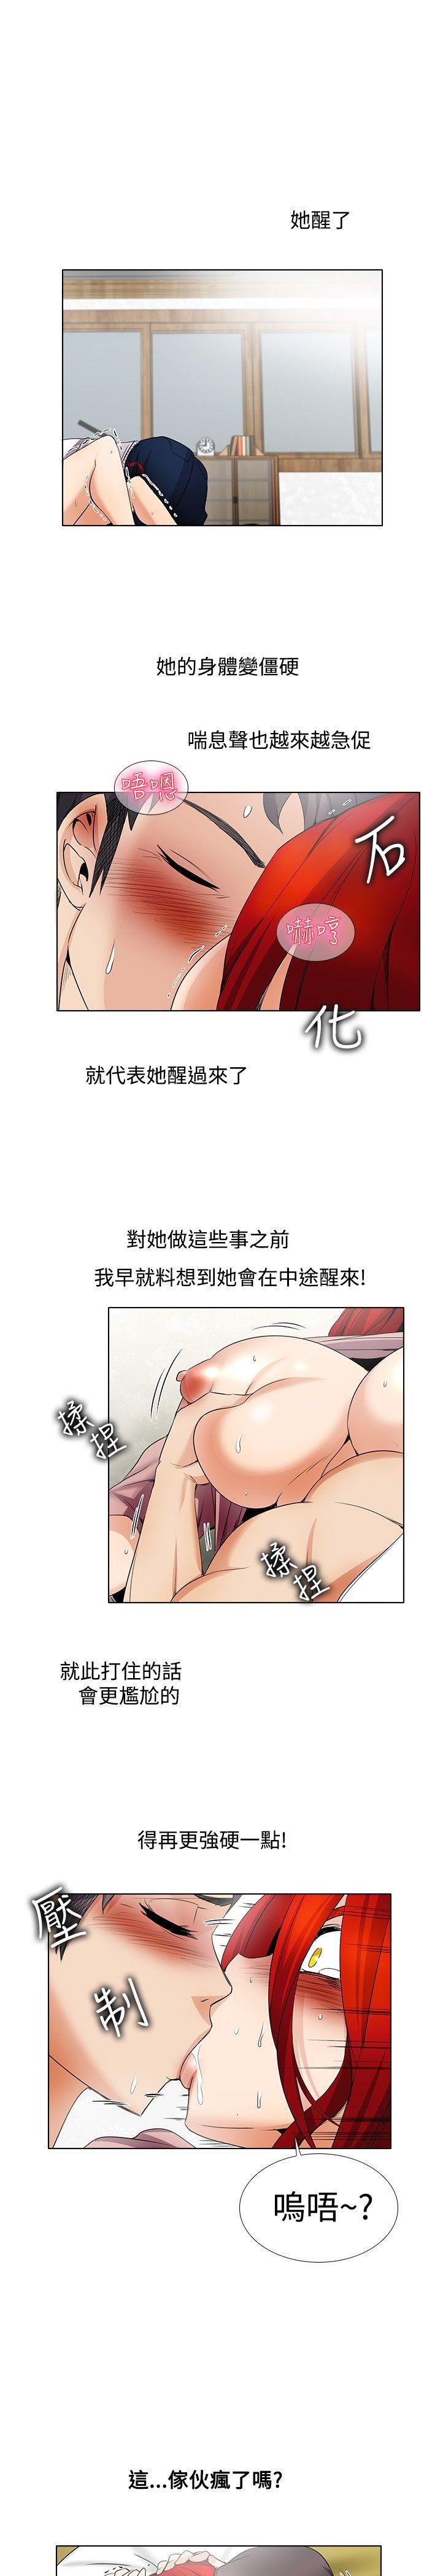 她醒了
她的身體變僵硬
喘息聲也越來越急促
唔嗯
石
嚇哼
化
就代表她醒過來了
對她做這些事之前
我早就料想到她會在中途醒來!
揉
捏
揉
捏
就此打住的話
會更尷尬的
得再更強硬一點!
壓
制
嗚唔~?
這...傢伙瘋了嗎?